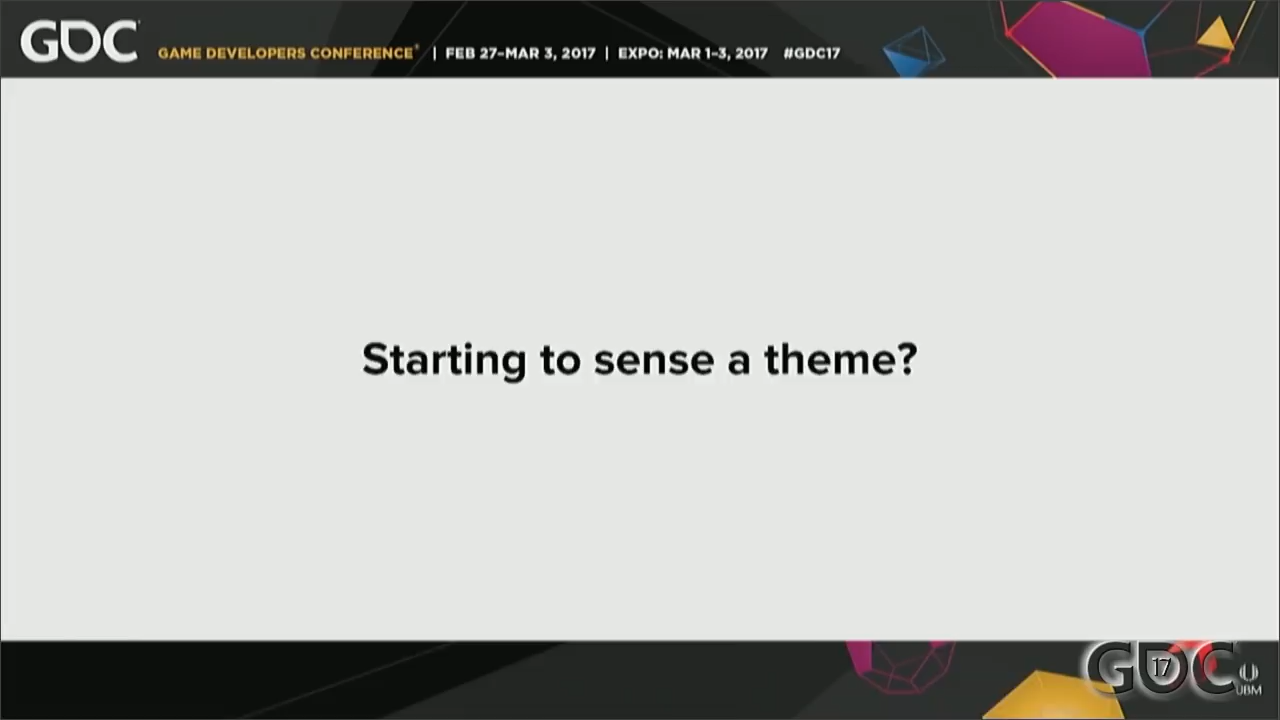 GDC GAME DEVELOPERS CONFERENCE® | FEB 27–MAR 3, 2017 | EXPO: MAR 1–3, 2017 #GDC17
Starting to sense a theme?
GDC 17
UBM